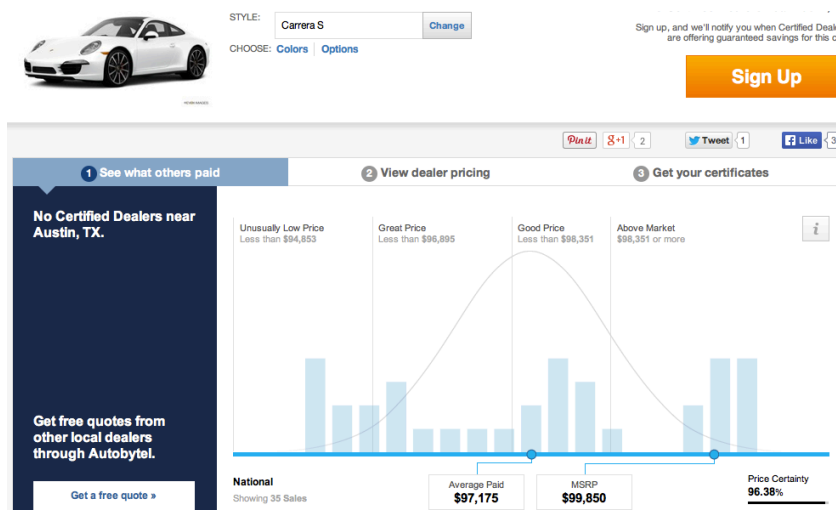 STYLE:
Carrera S
Change
CHOOSE: Colors | Options
Sign up, and we'll notify you when Certified
are offering guaranteed savings for this
Sign Up
Pin it
g+1
2
Tweet
1
Like
3
1 See what others paid
2 View dealer pricing
3 Get your certificates
No Certified Dealers near
Austin, TX.
Unusually Low Price
Less than $94,853
Great Price
Less than $96,895
Good Price
Less than $98,351
Above Market
$98,351 or more
i
Get free quotes from
other local dealers
through Autobytel.
Get a free quote »
National
Showing 35 Sales
Average Paid
$97,175
MSRP
$99,850
Price Certainty
96.38%